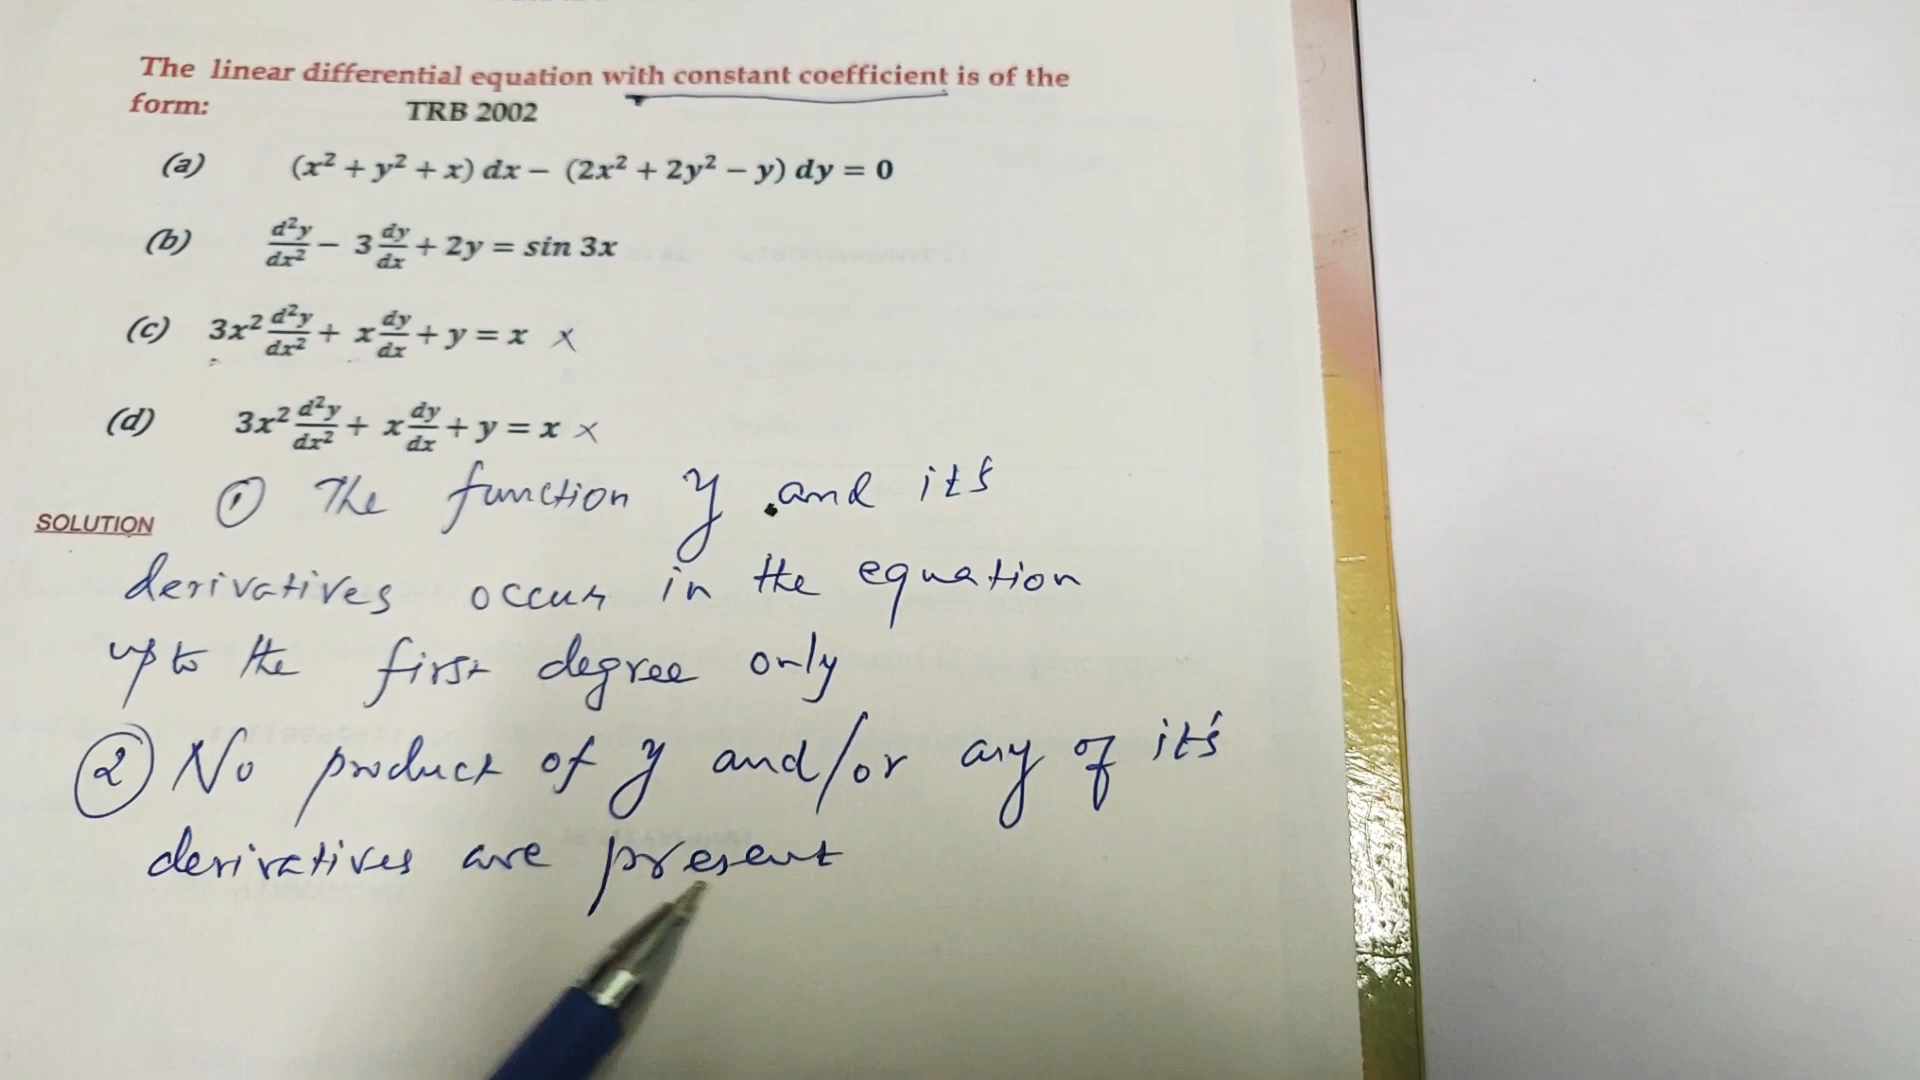 The linear differential equation with constant coefficient is of the
form: TRB 2002
(a) (x² + y² + x) dx − (2x² + 2y² − y) dy = 0
(b) d²y/dx² − 3 dy/dx + 2y = sin 3x
(c) 3x² d²y/dx² + x dy/dx + y = x ×
(d) 3x² d²y/dx² + x dy/dx + y = x ×
SOLUTION ① The function y and it's
derivatives occur in the equation
upto the first degree only
② No product of y and/or any of it's
derivatives are present